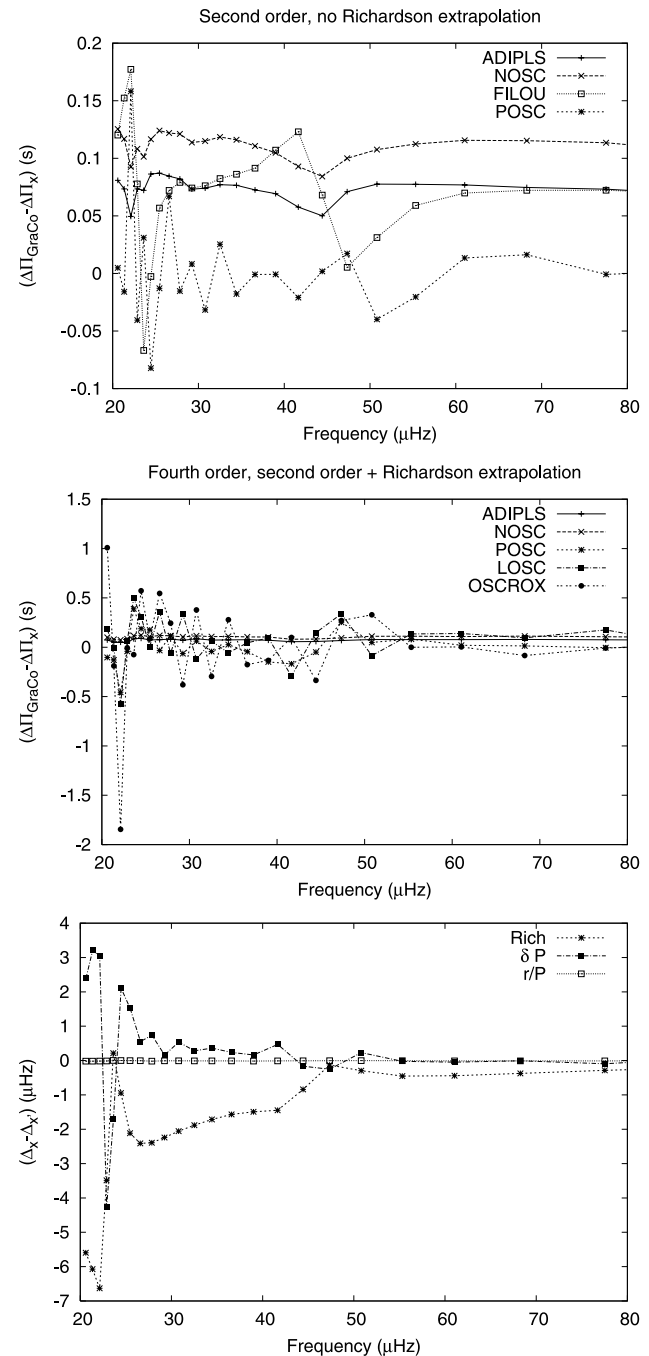 Second order, no Richardson extrapolation
(ΔΠGraCo-ΔΠX) (s)
0.2
0.15
0.1
0.05
0
-0.05
-0.1
ADIPLS
NOSC
FILOU
POSC
20 30 40 50 60 70 80
Frequency (μHz)
Fourth order, second order + Richardson extrapolation
(ΔΠGraCo-ΔΠX) (s)
1.5
1
0.5
0
-0.5
-1
-1.5
-2
ADIPLS
NOSC
POSC
LOSC
OSCROX
20 30 40 50 60 70 80
Frequency (μHz)
(ΔX-ΔX') (μHz)
4
3
2
1
0
-1
-2
-3
-4
-5
-6
-7
Rich
δ P
r/P
20 30 40 50 60 70 80
Frequency (μHz)